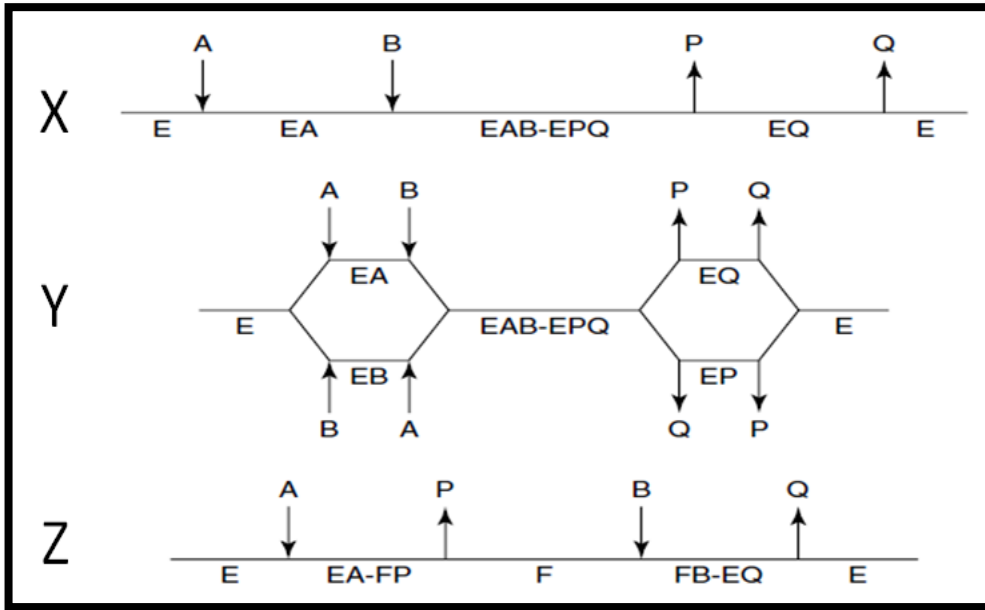 A B P Q
X
E EA EAB-EPQ EQ E
A B P Q
EA EQ
Y
E EAB-EPQ E
EB EP
B A Q P
A P B Q
Z
E EA-FP F FB-EQ E